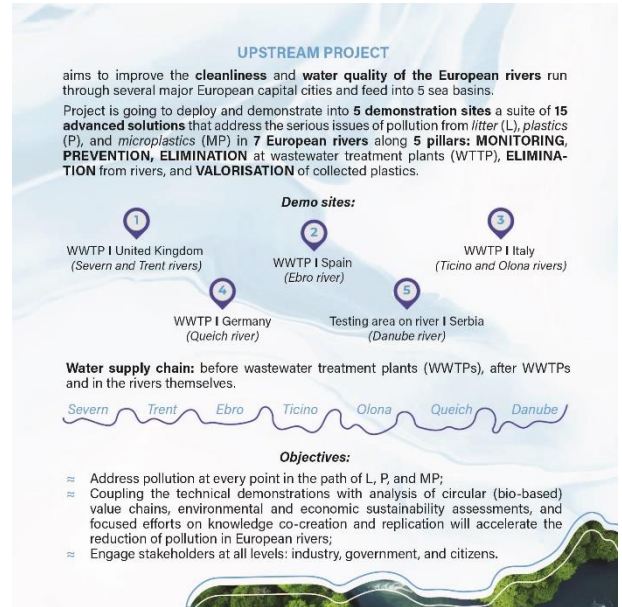 UPSTREAM PROJECT
aims to improve the cleanliness and water quality of the European rivers run
through several major European capital cities and feed into 5 sea basins.
Project is going to deploy and demonstrate into 5 demonstration sites a suite of 15
advanced solutions that address the serious issues of pollution from litter (L), plastics
(P), and microplastics (MP) in 7 European rivers along 5 pillars: MONITORING,
PREVENTION, ELIMINATION at wastewater treatment plants (WTTP), ELIMINA-
TION from rivers, and VALORISATION of collected plastics.
Demo sites:
1
WWTP I United Kingdom
(Severn and Trent rivers)
2
WWTP I Spain
(Ebro river)
3
WWTP I Italy
(Ticino and Olona rivers)
4
WWTP I Germany
(Queich river)
5
Testing area on river I Serbia
(Danube river)
Water supply chain: before wastewater treatment plants (WWTPs), after WWTPs
and in the rivers themselves.
Severn Trent Ebro Ticino Olona Queich Danube
Objectives:
≈ Address pollution at every point in the path of L, P, and MP;
≈ Coupling the technical demonstrations with analysis of circular (bio-based)
value chains, environmental and economic sustainability assessments, and
focused efforts on knowledge co-creation and replication will accelerate the
reduction of pollution in European rivers;
≈ Engage stakeholders at all levels: industry, government, and citizens.